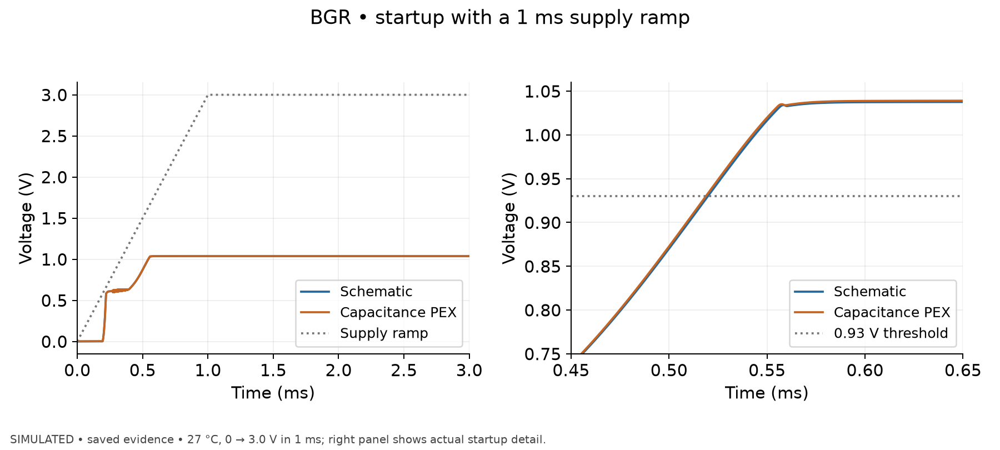 BGR • startup with a 1 ms supply ramp
Voltage (V)
3.0
2.5
2.0
1.5
1.0
0.5
0.0
0.0 0.5 1.0 1.5 2.0 2.5 3.0
Time (ms)
Schematic
Capacitance PEX
Supply ramp
Voltage (V)
1.05
1.00
0.95
0.90
0.85
0.80
0.75
0.45 0.50 0.55 0.60 0.65
Time (ms)
Schematic
Capacitance PEX
0.93 V threshold
SIMULATED • saved evidence • 27 °C, 0 → 3.0 V in 1 ms; right panel shows actual startup detail.